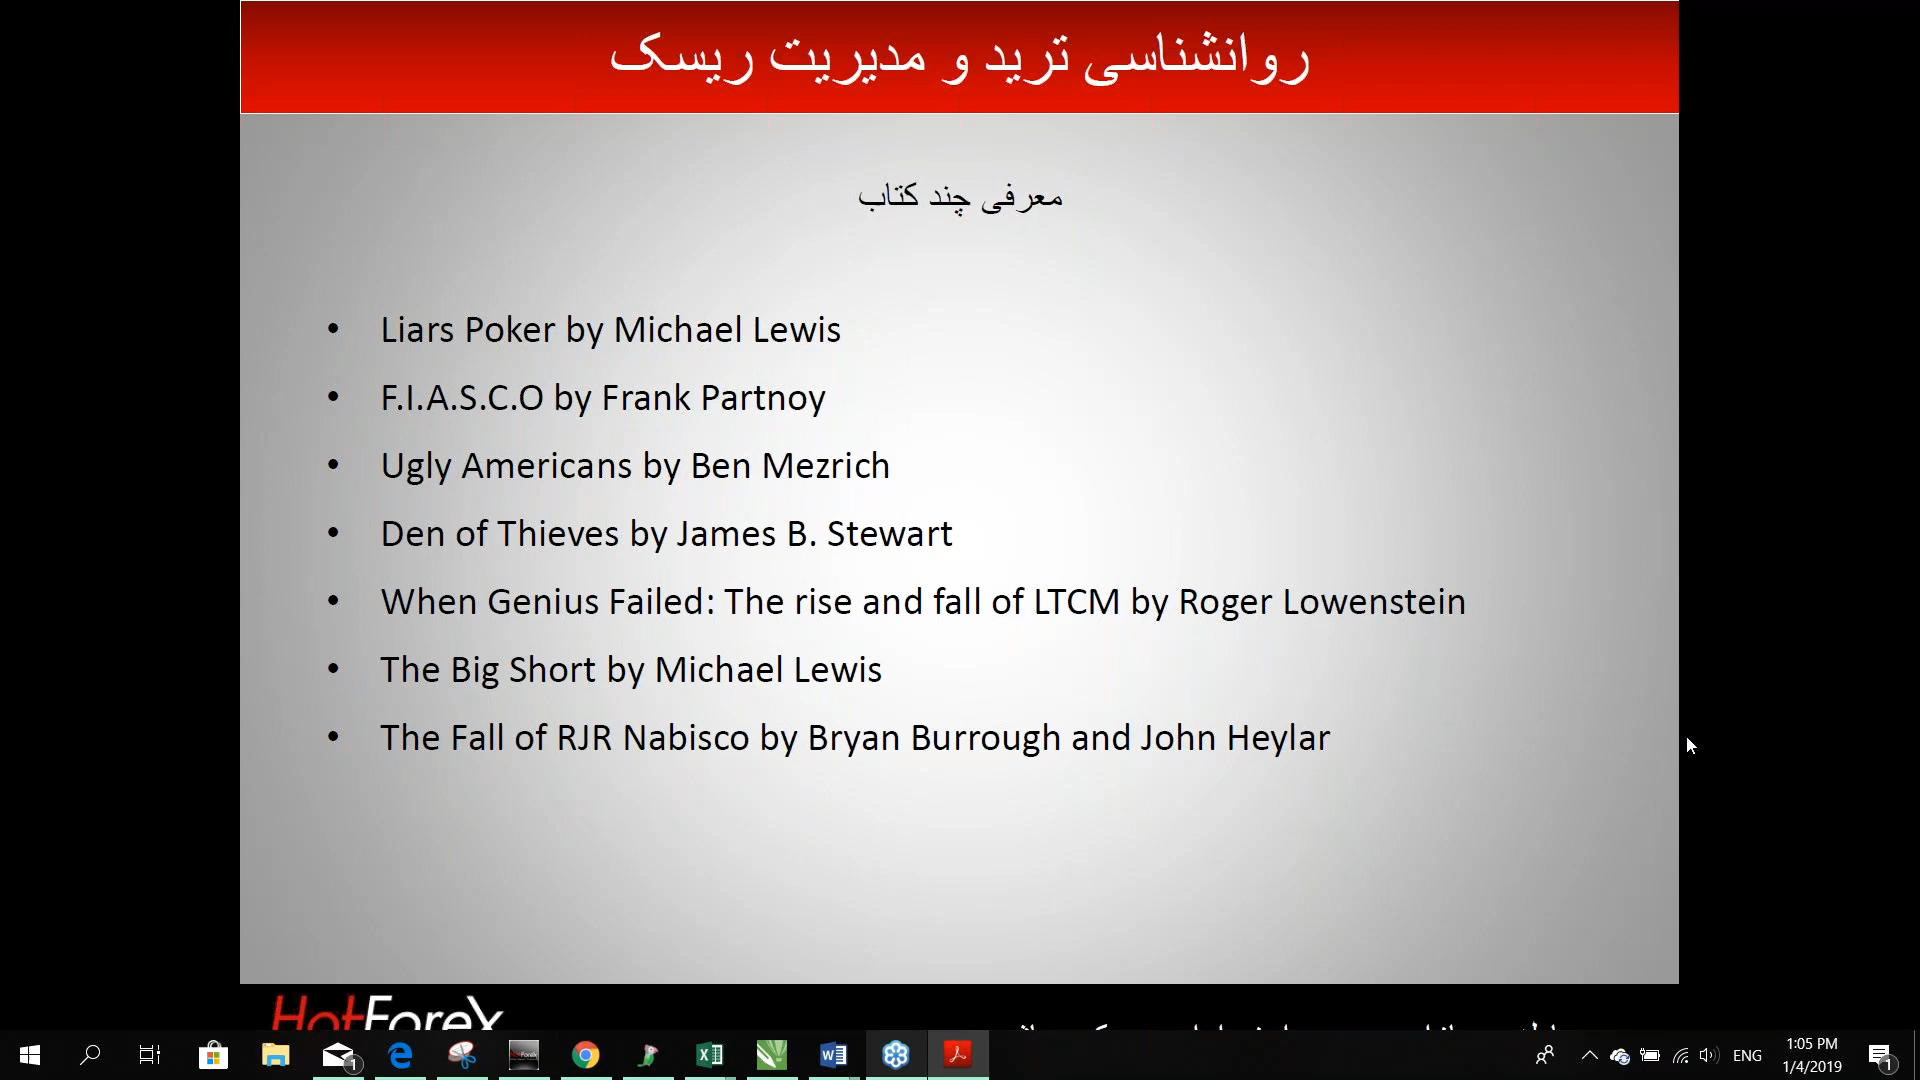 روانشناسی ترید و مدیریت ریسک
معرفی چند کتاب
• Liars Poker by Michael Lewis
• F.I.A.S.C.O by Frank Partnoy
• Ugly Americans by Ben Mezrich
• Den of Thieves by James B. Stewart
• When Genius Failed: The rise and fall of LTCM by Roger Lowenstein
• The Big Short by Michael Lewis
• The Fall of RJR Nabisco by Bryan Burrough and John Heylar
HotForex
ENG
1:05 PM
1/4/2019
1
1